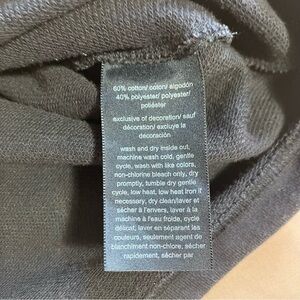 60% cotton/ coton/ algodón
40% polyester/ polyester/
poliéster
exclusive of decoration/ sauf
décoration/ excluye la
decoración
wash and dry inside out,
machine wash cold, gentle
cycle, wash with like colors,
non-chlorine bleach only, dry
promptly, tumble dry gentle
cycle, low heat, low heat iron if
necessary, dry clean/laver et
sécher à l'envers, laver à la
machine à l'eau froide, cycle
délicat, laver en séparant les
couleurs, seulement agent de
blanchiment non-chlore, sécher
rapidement, sécher par